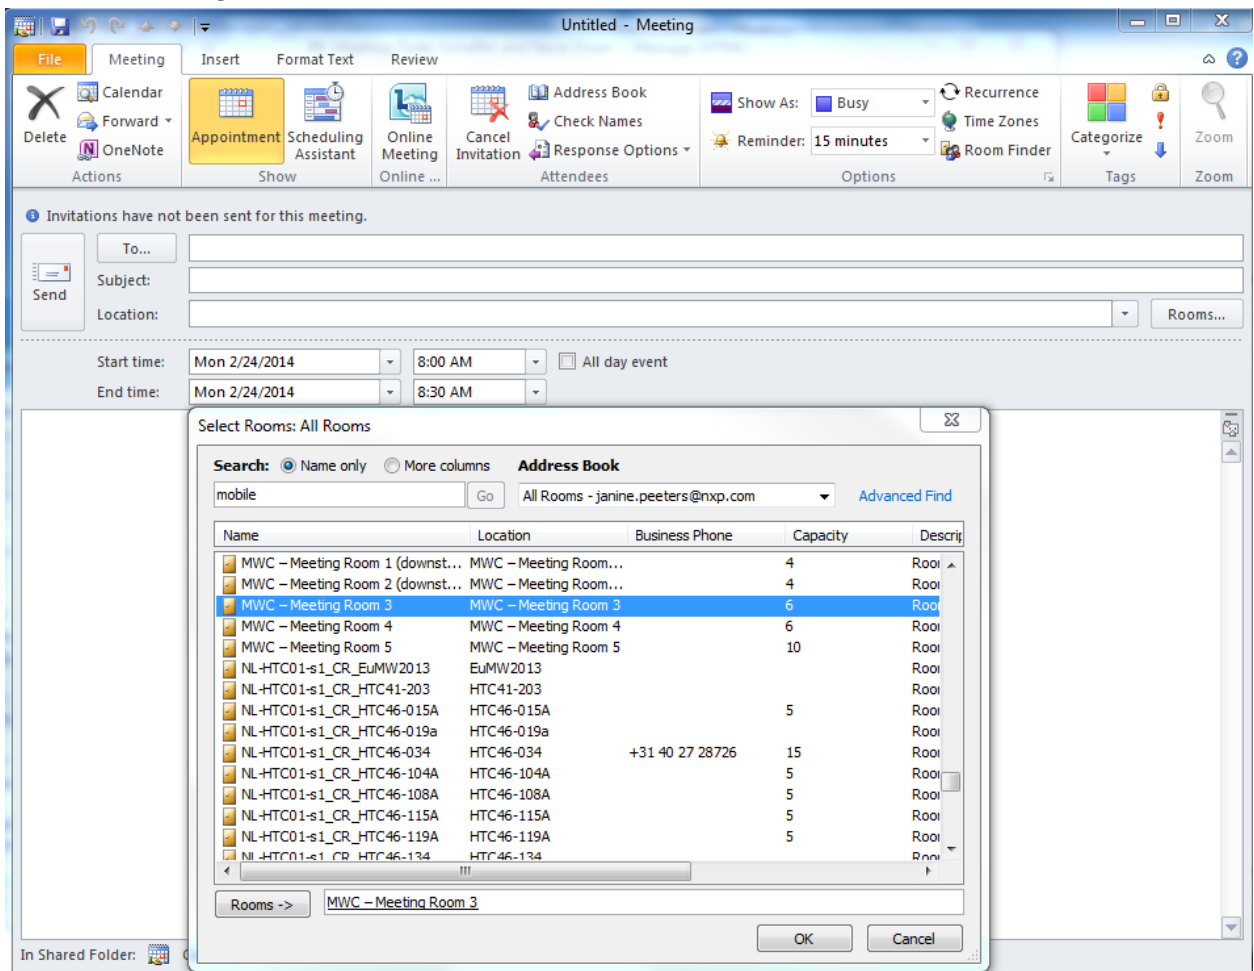 Untitled - Meeting
File Meeting Insert Format Text Review
Delete
Calendar
Forward
OneNote
Actions
Appointment Scheduling Assistant
Show
Online Meeting
Online ...
Cancel Invitation
Address Book
Check Names
Response Options
Attendees
Show As: Busy
Reminder: 15 minutes
Recurrence
Time Zones
Room Finder
Options
Categorize
Tags
Zoom
Zoom
Invitations have not been sent for this meeting.
Send
To...
Subject:
Location: Rooms...
Start time: Mon 2/24/2014 8:00 AM All day event
End time: Mon 2/24/2014 8:30 AM
Select Rooms: All Rooms
Search: Name only More columns Address Book
mobile Go All Rooms - janine.peeters@nxp.com Advanced Find
Name Location Business Phone Capacity Descrip
MWC – Meeting Room 1 (downst... MWC – Meeting Room... 4 Roo
MWC – Meeting Room 2 (downst... MWC – Meeting Room... 4 Roo
MWC – Meeting Room 3 MWC – Meeting Room 3 6 Roo
MWC – Meeting Room 4 MWC – Meeting Room 4 6 Roo
MWC – Meeting Room 5 MWC – Meeting Room 5 10 Roo
NL-HTC01-s1_CR_EuMW2013 EuMW2013 Roo
NL-HTC01-s1_CR_HTC41-203 HTC41-203 Roo
NL-HTC01-s1_CR_HTC46-015A HTC46-015A 5 Roo
NL-HTC01-s1_CR_HTC46-019a HTC46-019a Roo
NL-HTC01-s1_CR_HTC46-034 HTC46-034 +31 40 27 28726 15 Roo
NL-HTC01-s1_CR_HTC46-104A HTC46-104A 5 Roo
NL-HTC01-s1_CR_HTC46-108A HTC46-108A 5 Roo
NL-HTC01-s1_CR_HTC46-115A HTC46-115A 5 Roo
NL-HTC01-s1_CR_HTC46-119A HTC46-119A 5 Roo
NL-HTC01-s1_CR_HTC46-134 HTC46-134 Roo
Rooms -> MWC – Meeting Room 3
OK Cancel
In Shared Folder: